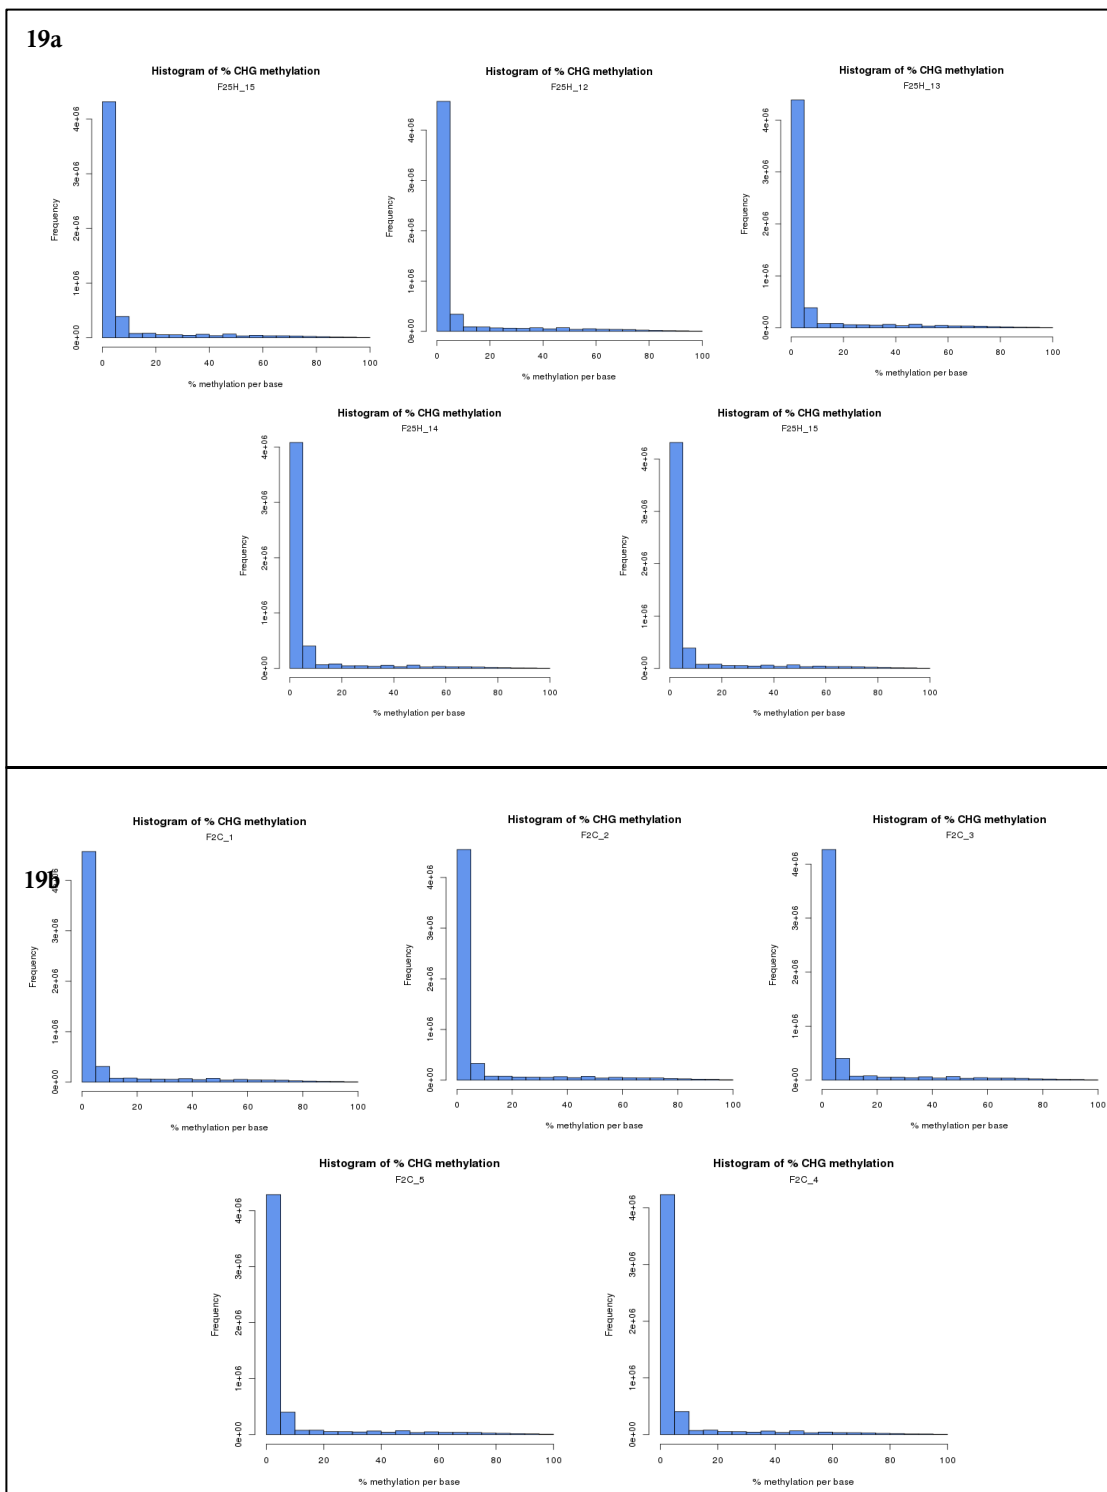 19a
Histogram of % CHG methylation
F25H_15
Frequency
0e+00 1e+06 2e+06 3e+06 4e+06
0 20 40 60 80 100
% methylation per base
Histogram of % CHG methylation
F25H_12
Frequency
0e+00 1e+06 2e+06 3e+06 4e+06
0 20 40 60 80 100
% methylation per base
Histogram of % CHG methylation
F25H_13
Frequency
0e+00 1e+06 2e+06 3e+06 4e+06
0 20 40 60 80 100
% methylation per base
Histogram of % CHG methylation
F25H_14
Frequency
0e+00 1e+06 2e+06 3e+06 4e+06
0 20 40 60 80 100
% methylation per base
Histogram of % CHG methylation
F25H_15
Frequency
0e+00 1e+06 2e+06 3e+06 4e+06
0 20 40 60 80 100
% methylation per base
19b
Histogram of % CHG methylation
F2C_1
Frequency
0e+00 1e+06 2e+06 3e+06 4e+06
0 20 40 60 80 100
% methylation per base
Histogram of % CHG methylation
F2C_2
Frequency
0e+00 1e+06 2e+06 3e+06 4e+06
0 20 40 60 80 100
% methylation per base
Histogram of % CHG methylation
F2C_3
Frequency
0e+00 1e+06 2e+06 3e+06 4e+06
0 20 40 60 80 100
% methylation per base
Histogram of % CHG methylation
F2C_5
Frequency
0e+00 1e+06 2e+06 3e+06 4e+06
0 20 40 60 80 100
% methylation per base
Histogram of % CHG methylation
F2C_4
Frequency
0e+00 1e+06 2e+06 3e+06 4e+06
0 20 40 60 80 100
% methylation per base